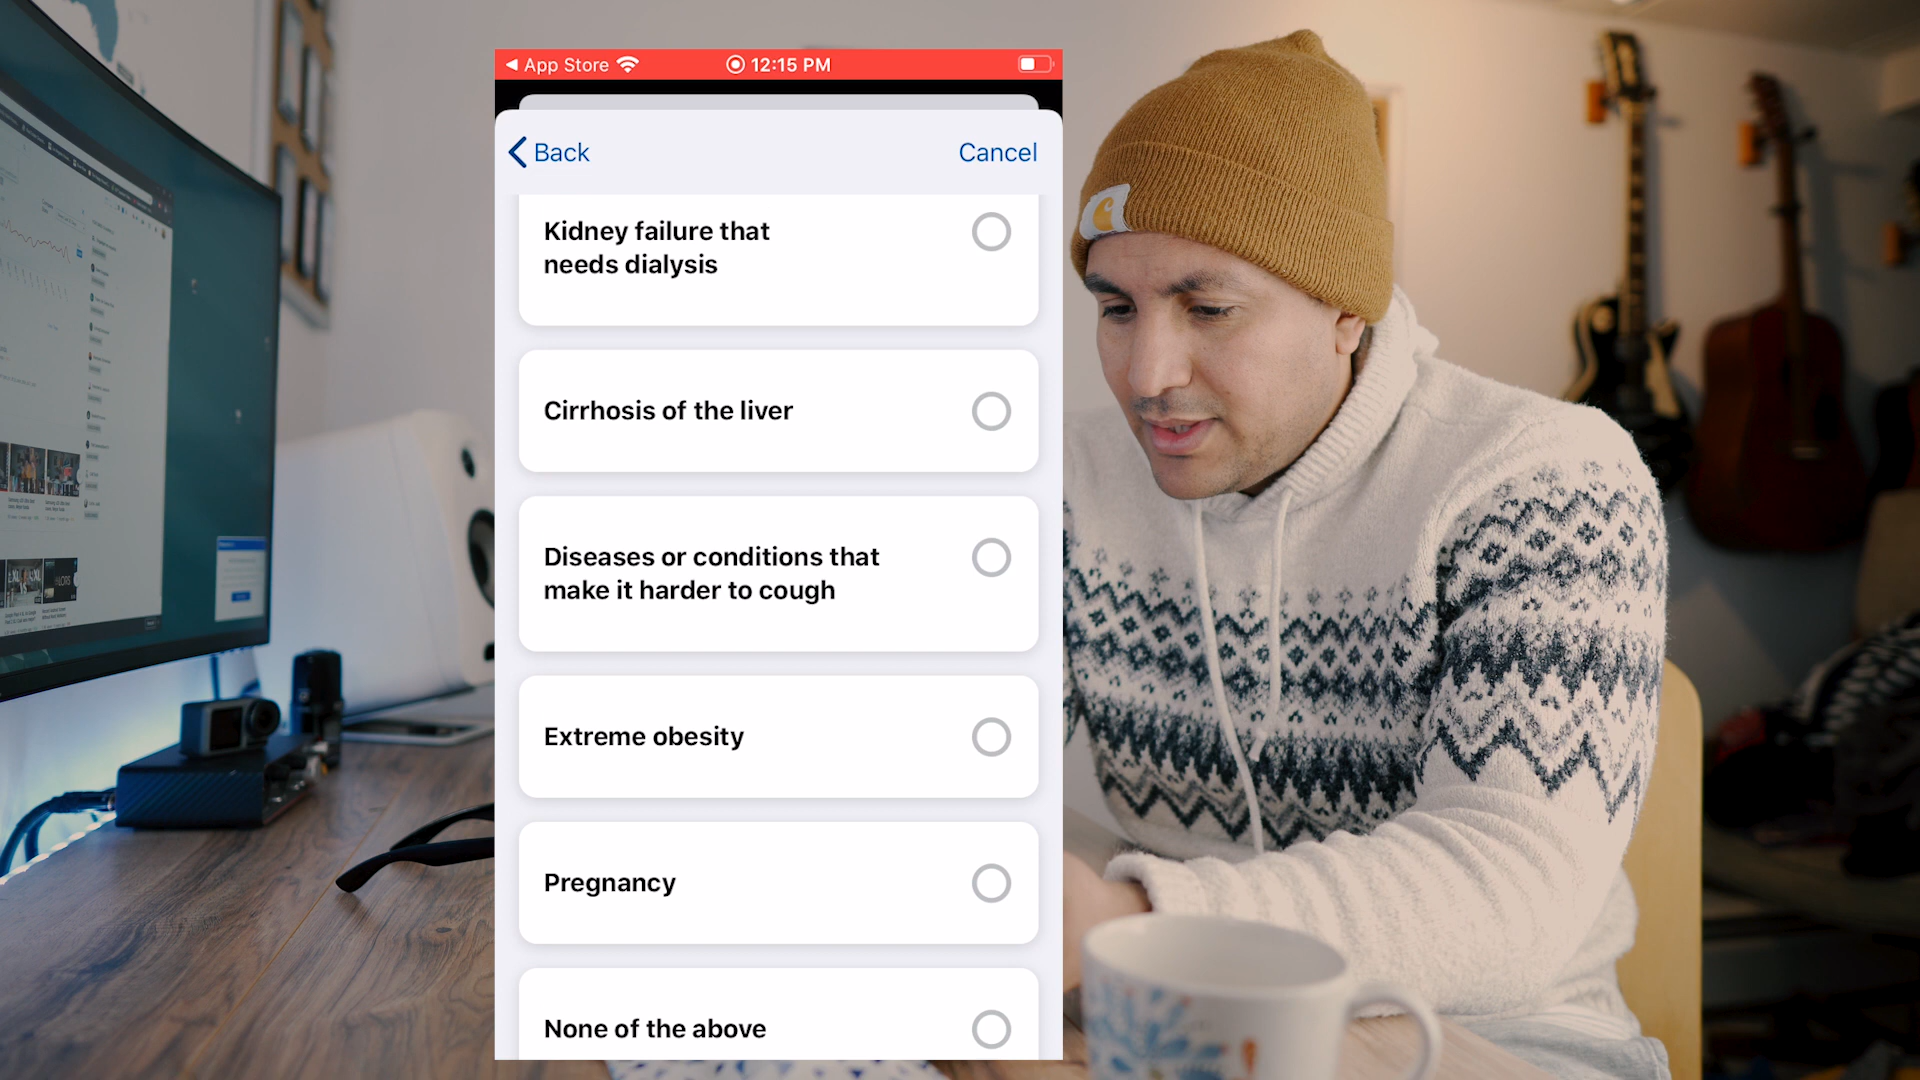 App Store 12:15 PM
Back Cancel
Kidney failure that
needs dialysis
Cirrhosis of the liver
Diseases or conditions that
make it harder to cough
Extreme obesity
Pregnancy
None of the above